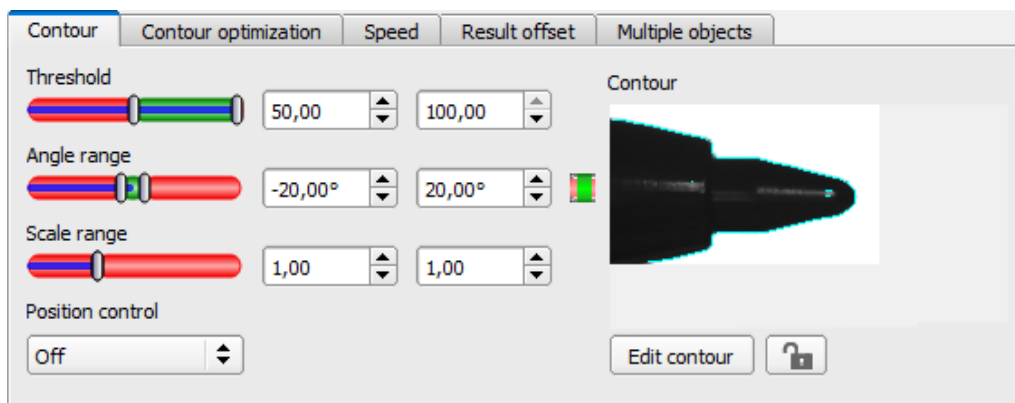 Contour Contour optimization Speed Result offset Multiple objects
Threshold
Contour
50,00 100,00
Angle range
-20,00° 20,00°
Scale range
1,00 1,00
Position control
Off
Edit contour